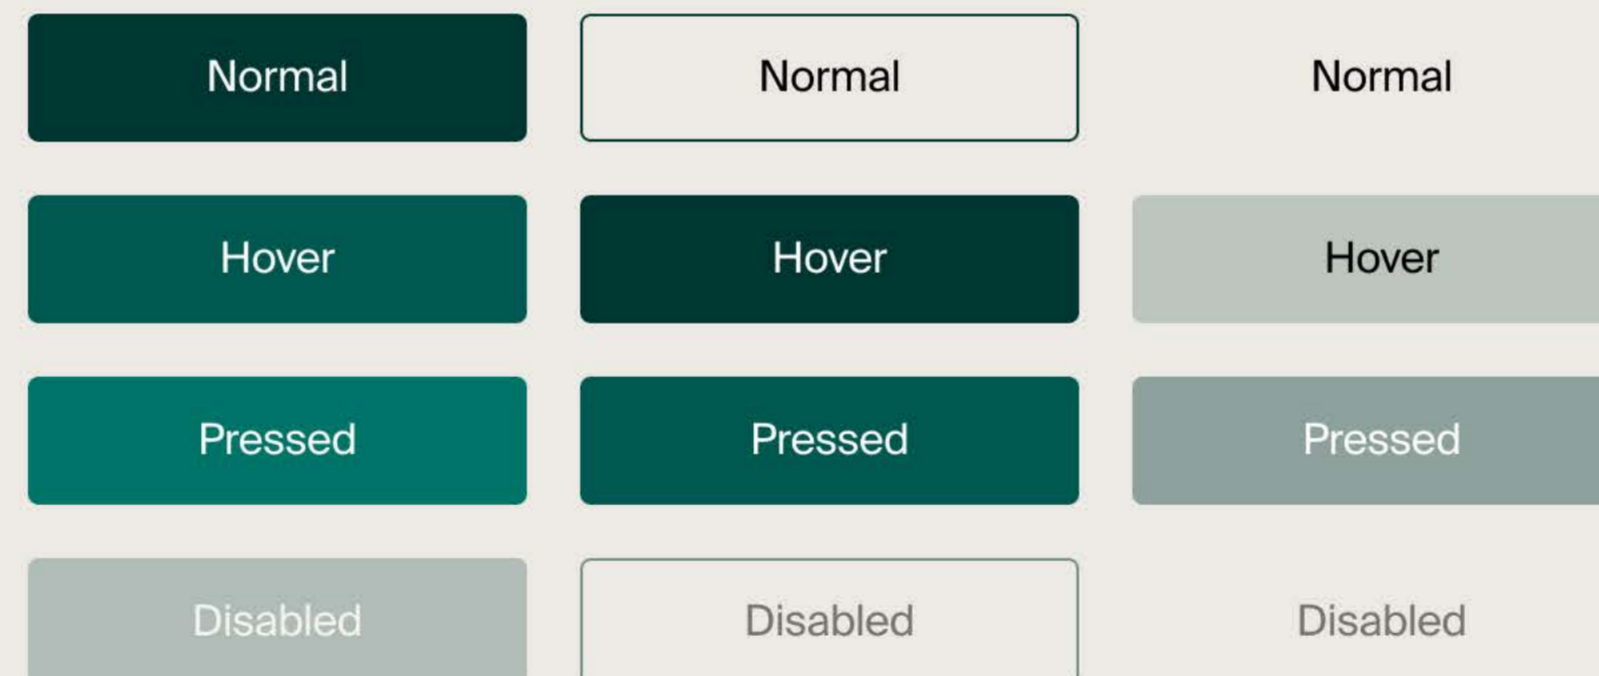 Normal
Normal
Normal
Hover
Hover
Hover
Pressed
Pressed
Pressed
Disabled
Disabled
Disabled